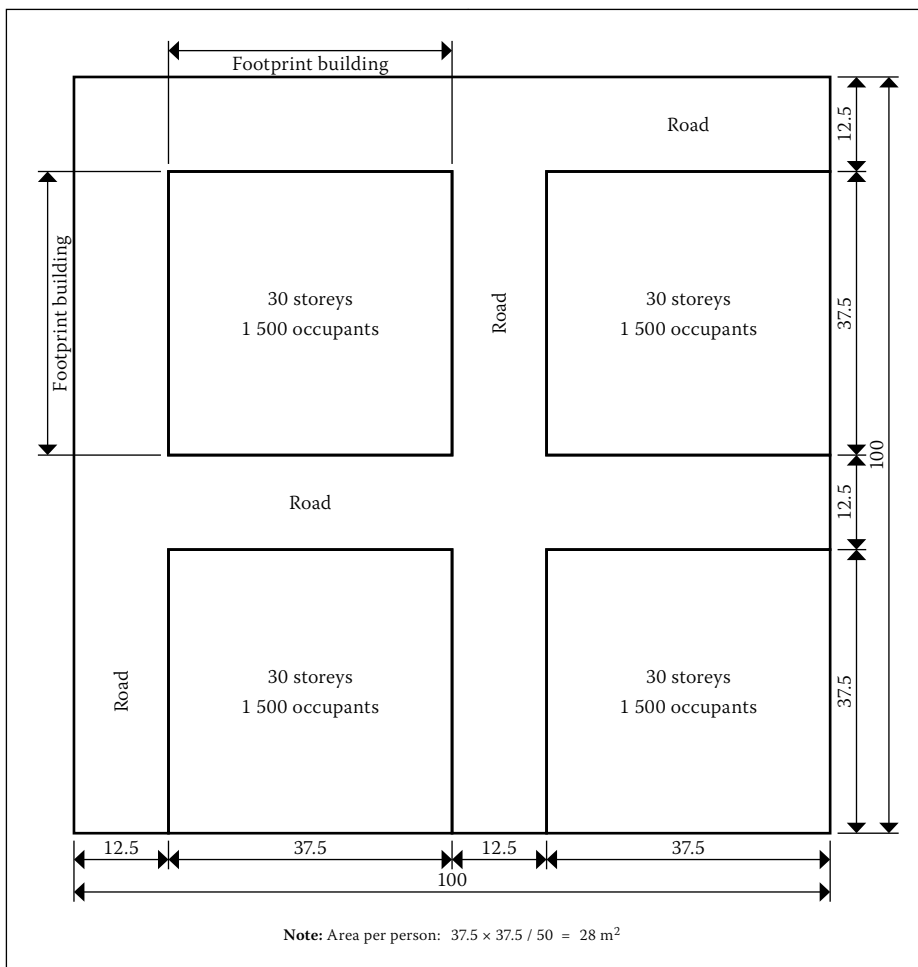 Footprint building
Road
12.5
Footprint building
30 storeys
1 500 occupants
Road
30 storeys
1 500 occupants
37.5
100
Road
12.5
Road
30 storeys
1 500 occupants
30 storeys
1 500 occupants
37.5
12.5
37.5
12.5
37.5
100
Note: Area per person: 37.5 × 37.5 / 50 = 28 m²